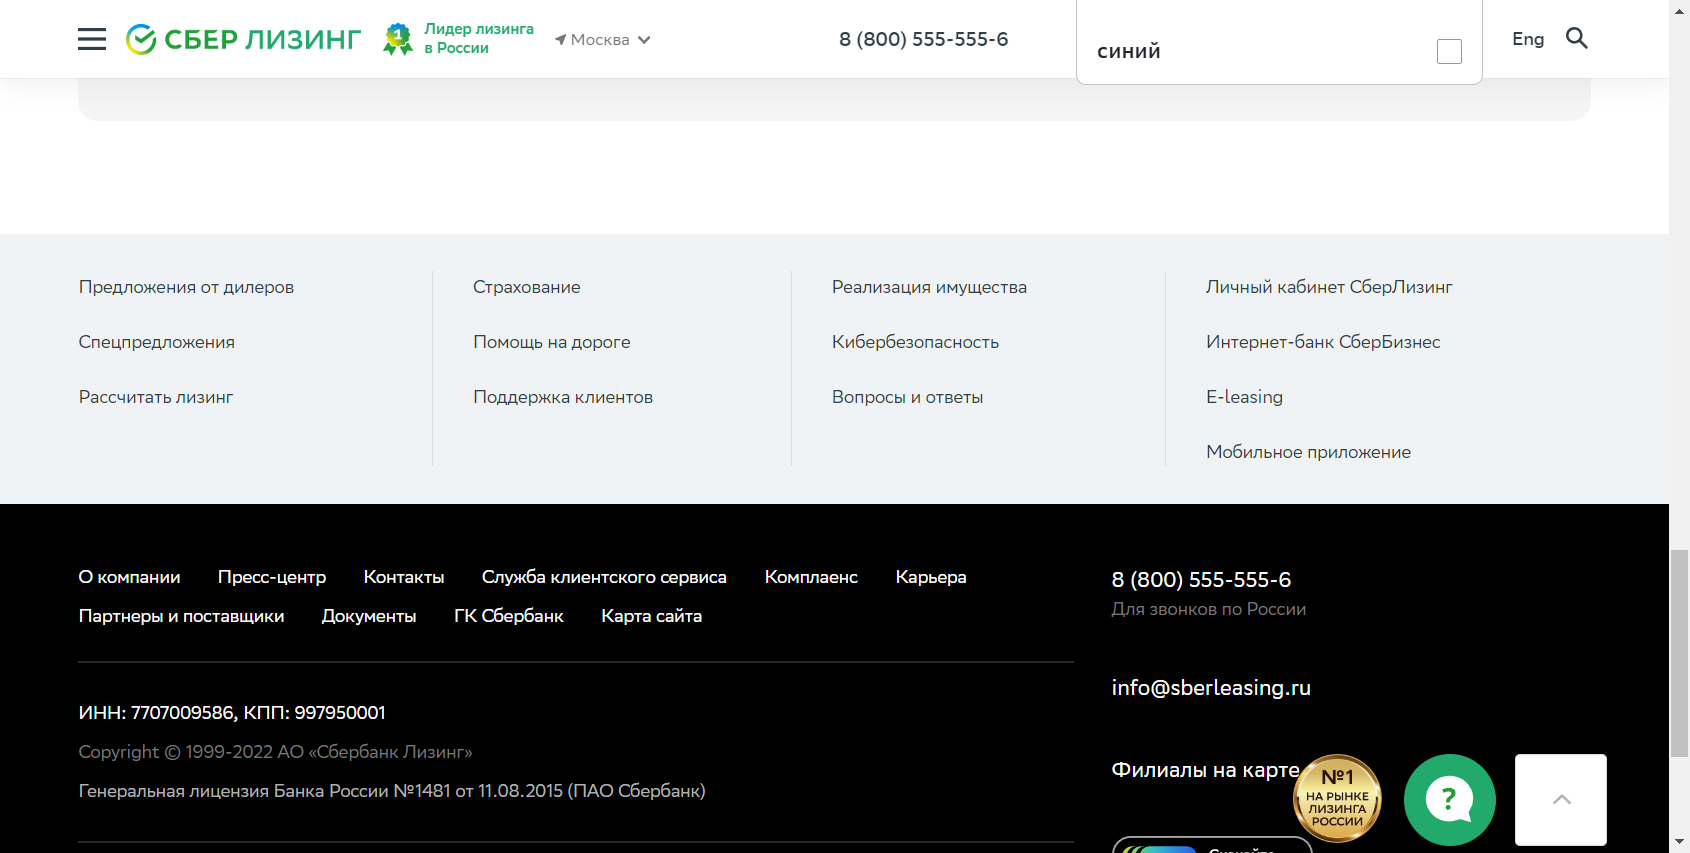 СБЕР ЛИЗИНГ
1
Лидер лизинга
в России
Москва
8 (800) 555-555-6
синий
Eng
Предложения от дилеров
Страхование
Реализация имущества
Личный кабинет СберЛизинг
Спецпредложения
Помощь на дороге
Кибербезопасность
Интернет-банк СберБизнес
Рассчитать лизинг
Поддержка клиентов
Вопросы и ответы
E-leasing
Мобильное приложение
О компании Пресс-центр Контакты Служба клиентского сервиса Комплаенс Карьера
Партнеры и поставщики Документы ГК Сбербанк Карта сайта
8 (800) 555-555-6
Для звонков по России
info@sberleasing.ru
ИНН: 7707009586, КПП: 997950001
Copyright © 1999-2022 АО «Сбербанк Лизинг»
Генеральная лицензия Банка России №1481 от 11.08.2015 (ПАО Сбербанк)
Филиалы на карте
№1
НА РЫНКЕ
ЛИЗИНГА
РОССИИ
?